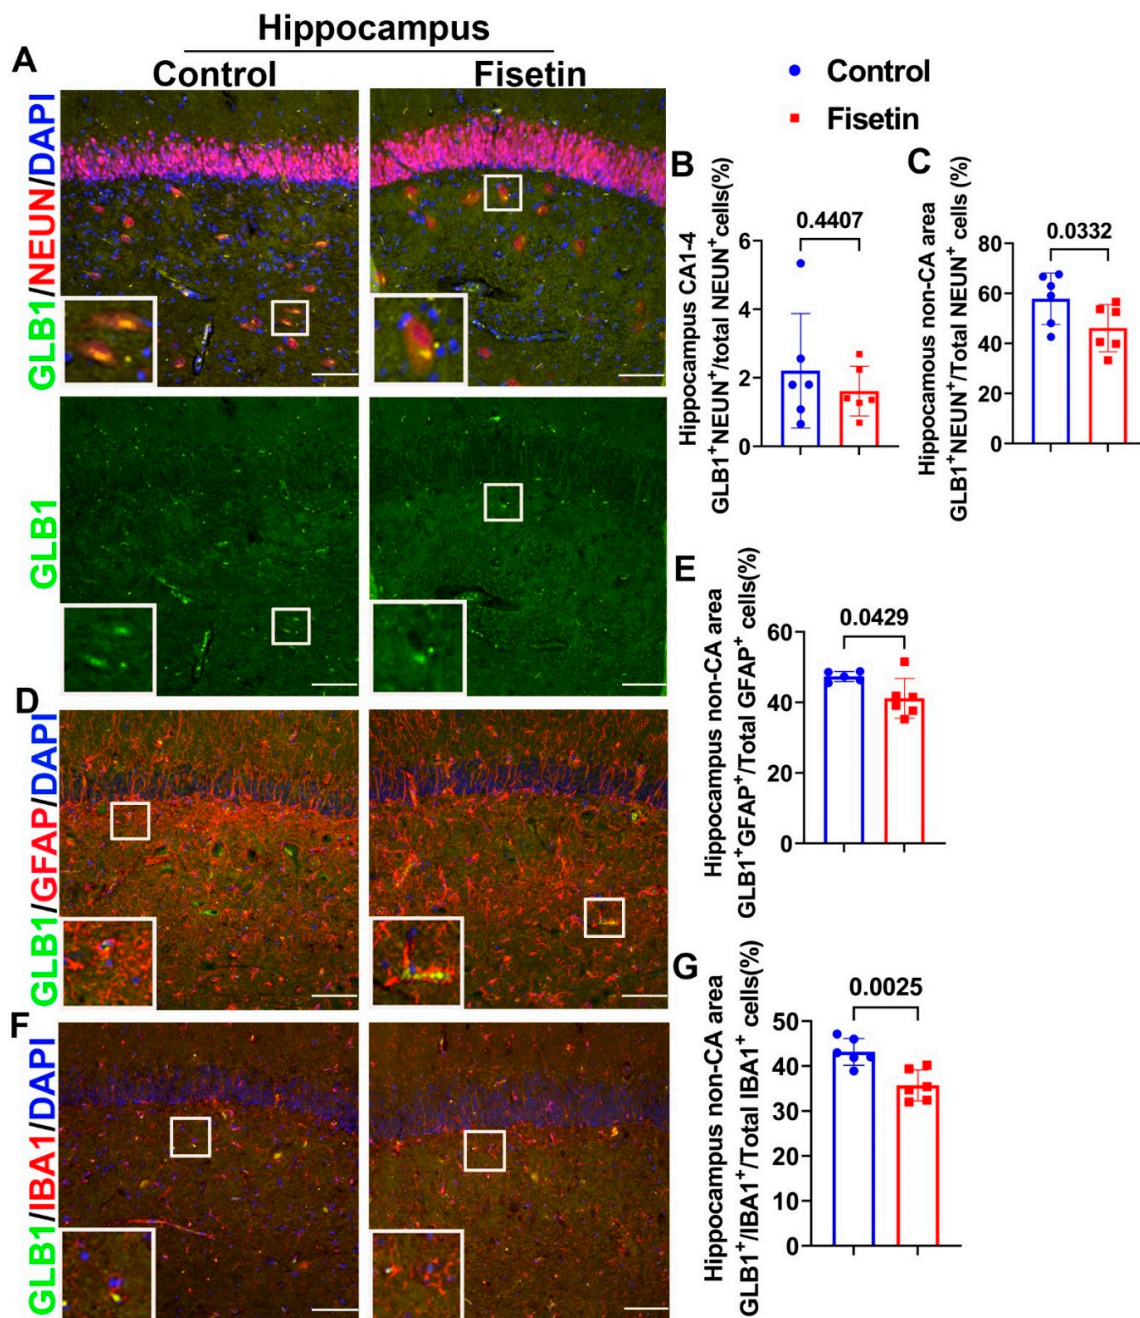 Hippocampus
A
Control
Fisetin
GLB1/NEUN/DAPI
GLB1
D
GLB1/GFAP/DAPI
F
GLB1/IBA1/DAPI
Control
Fisetin
B
Hippocampus CA1-4
GLB1⁺NEUN⁺/total NEUN⁺cells(%)
0.4407
6
4
2
0
C
Hippocamous non-CA area
GLB1⁺NEUN⁺/Total NEUN⁺ cells (%)
0.0332
80
60
40
20
0
E
Hippocampus non-CA area
GLB1⁺GFAP⁺/Total GFAP⁺ cells(%)
0.0429
60
40
20
0
G
Hippocampus non-CA area
GLB1⁺/IBA1⁺/Total IBA1⁺ cells(%)
0.0025
50
40
30
20
10
0